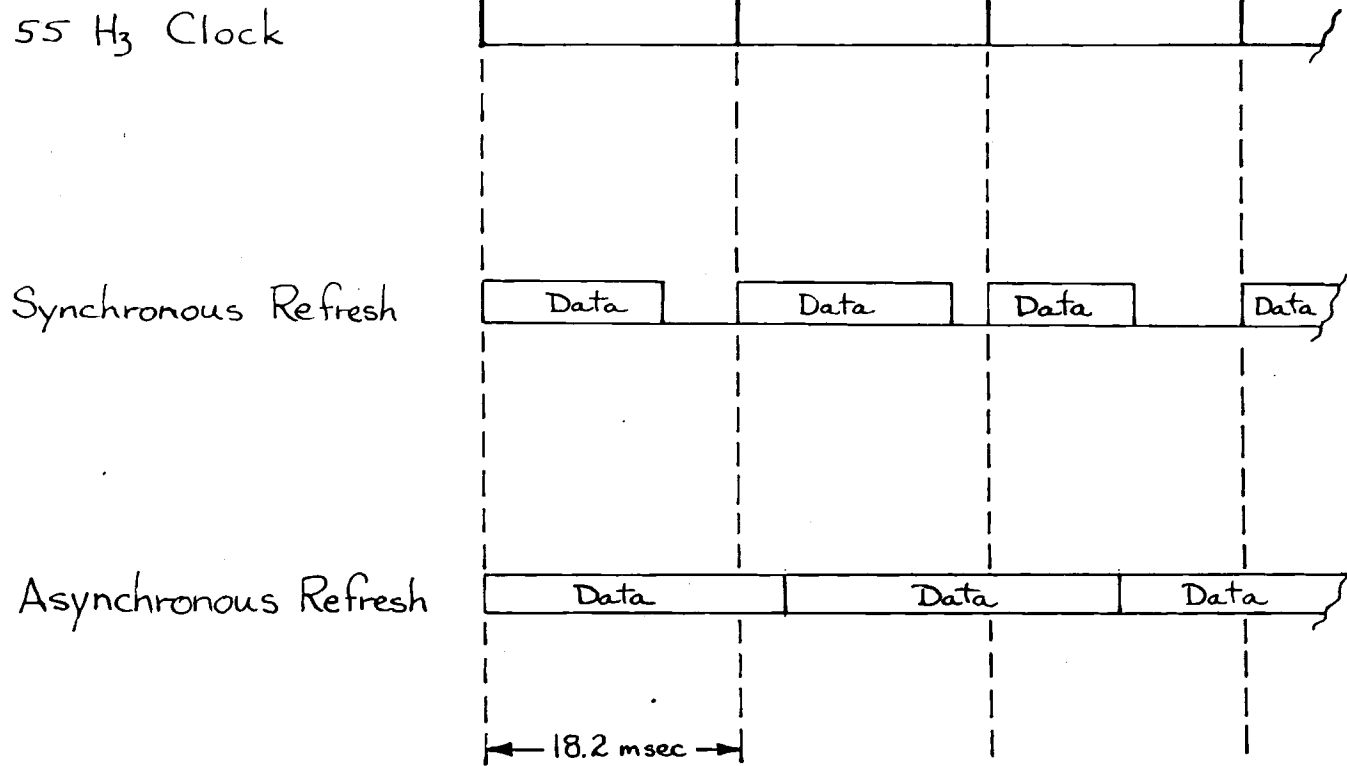 55 Hz Clock
Synchronous Refresh
Data
Data
Data
Data
Asynchronous Refresh
Data
Data
Data
18.2 msec